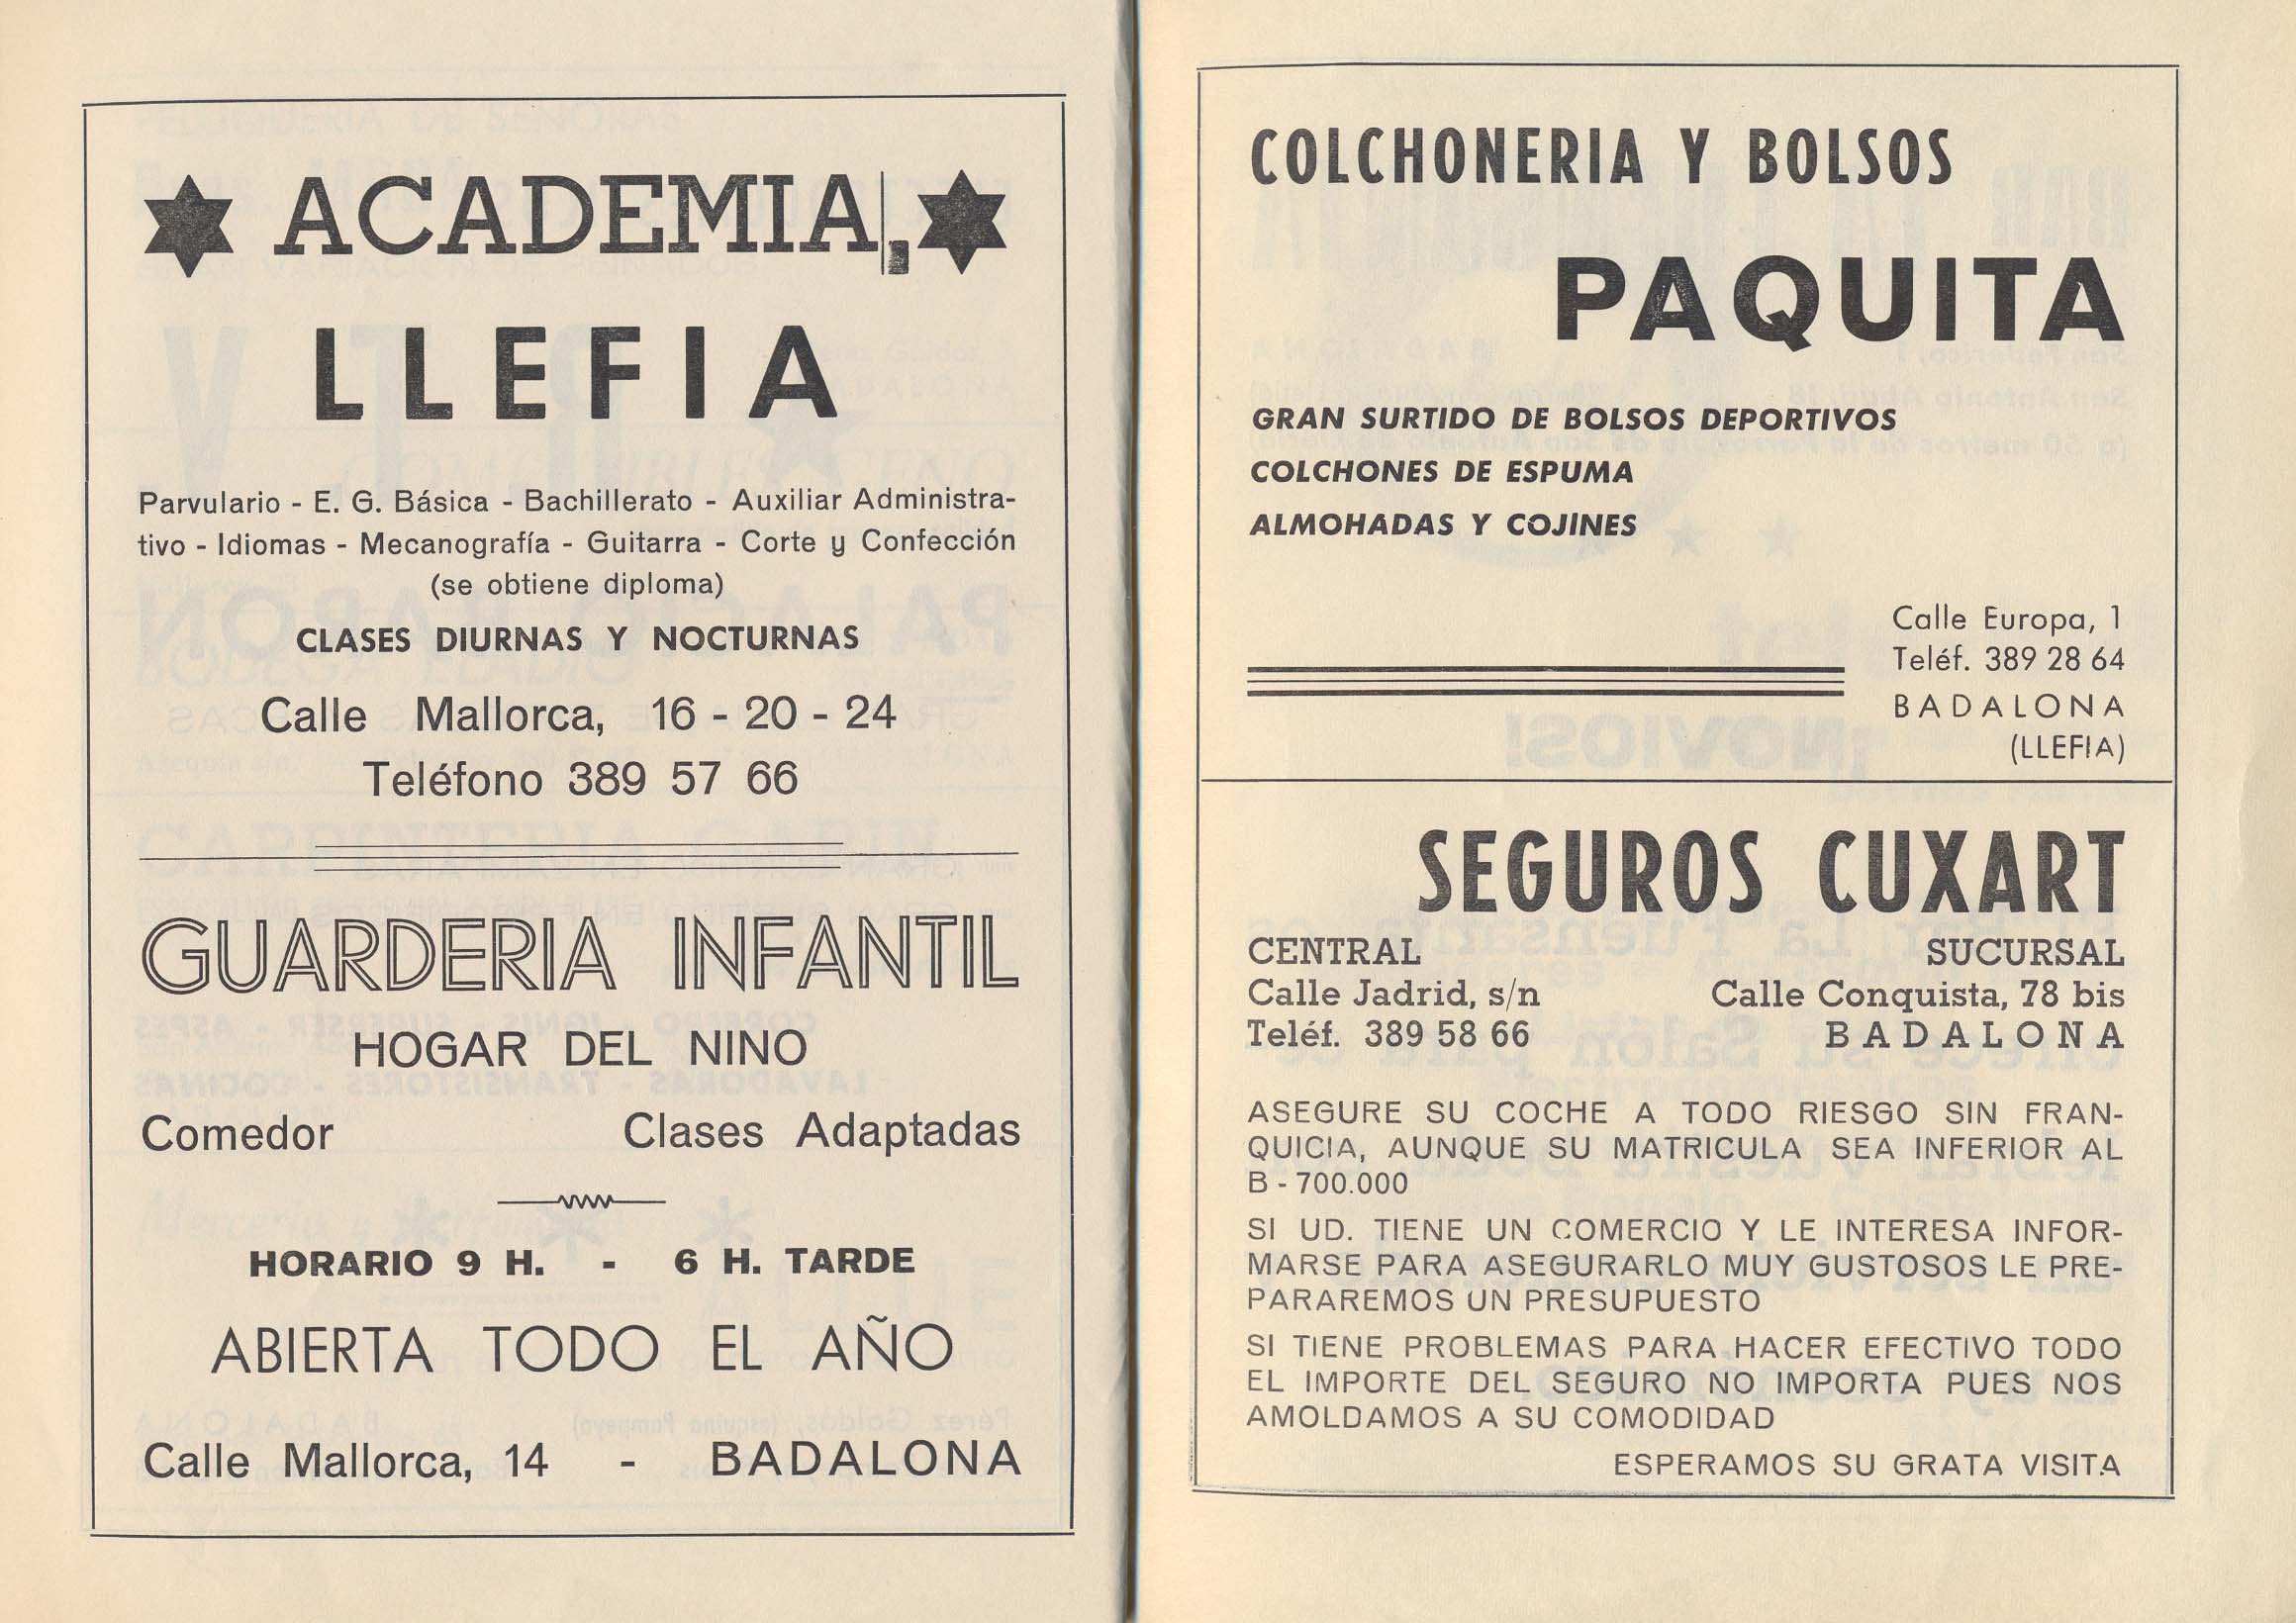 ACADEMIA
LLEFIA
Parvulario - E. G. Básica - Bachillerato - Auxiliar Administra-
tivo - Idiomas - Mecanografía - Guitarra - Corte y Confección
(se obtiene diploma)
CLASES DIURNAS Y NOCTURNAS
Calle Mallorca, 16 - 20 - 24
Teléfono 389 57 66
GUARDERIA INFANTIL
HOGAR DEL NINO
Comedor Clases Adaptadas
HORARIO 9 H. - 6 H. TARDE
ABIERTA TODO EL AÑO
Calle Mallorca, 14 - BADALONA
COLCHONERIA Y BOLSOS
PAQUITA
GRAN SURTIDO DE BOLSOS DEPORTIVOS
COLCHONES DE ESPUMA
ALMOHADAS Y COJINES
Calle Europa, 1
Teléf. 389 28 64
BADALONA
(LLEFIA)
SEGUROS CUXART
CENTRAL SUCURSAL
Calle Jadrid, s/n Calle Conquista, 78 bis
Teléf. 389 58 66 BADALONA
ASEGURE SU COCHE A TODO RIESGO SIN FRAN-
QUICIA, AUNQUE SU MATRICULA SEA INFERIOR AL
B - 700.000
SI UD. TIENE UN COMERCIO Y LE INTERESA INFOR-
MARSE PARA ASEGURARLO MUY GUSTOSOS LE PRE-
PARAREMOS UN PRESUPUESTO
SI TIENE PROBLEMAS PARA HACER EFECTIVO TODO
EL IMPORTE DEL SEGURO NO IMPORTA PUES NOS
AMOLDAMOS A SU COMODIDAD
ESPERAMOS SU GRATA VISITA